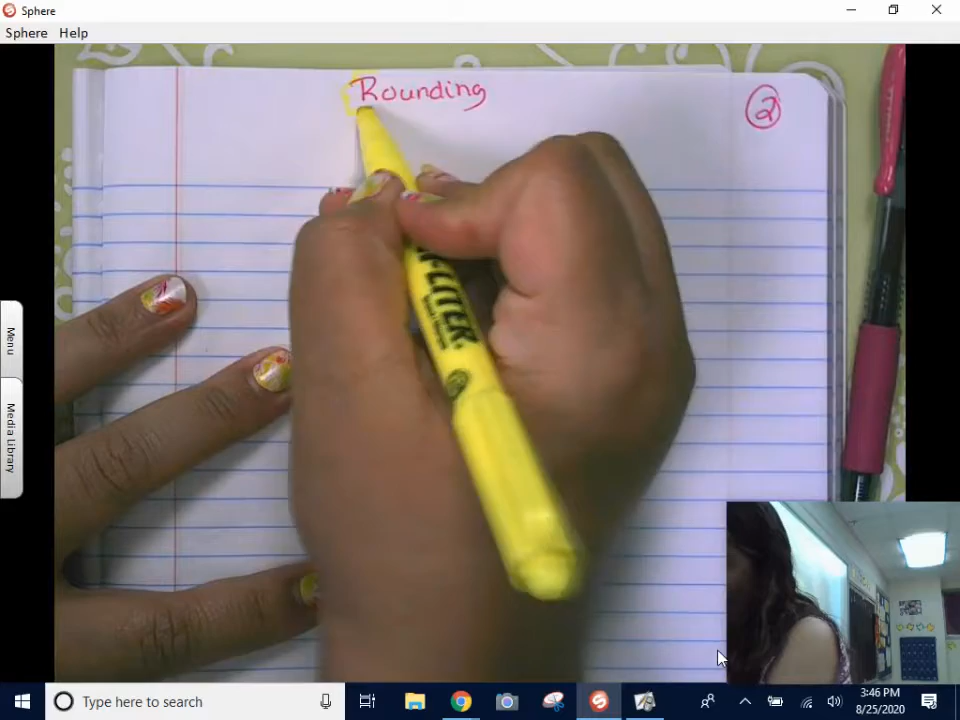 Sphere
Sphere Help
Rounding
2
Menu
Media Library
Type here to search
3:46 PM
8/25/2020